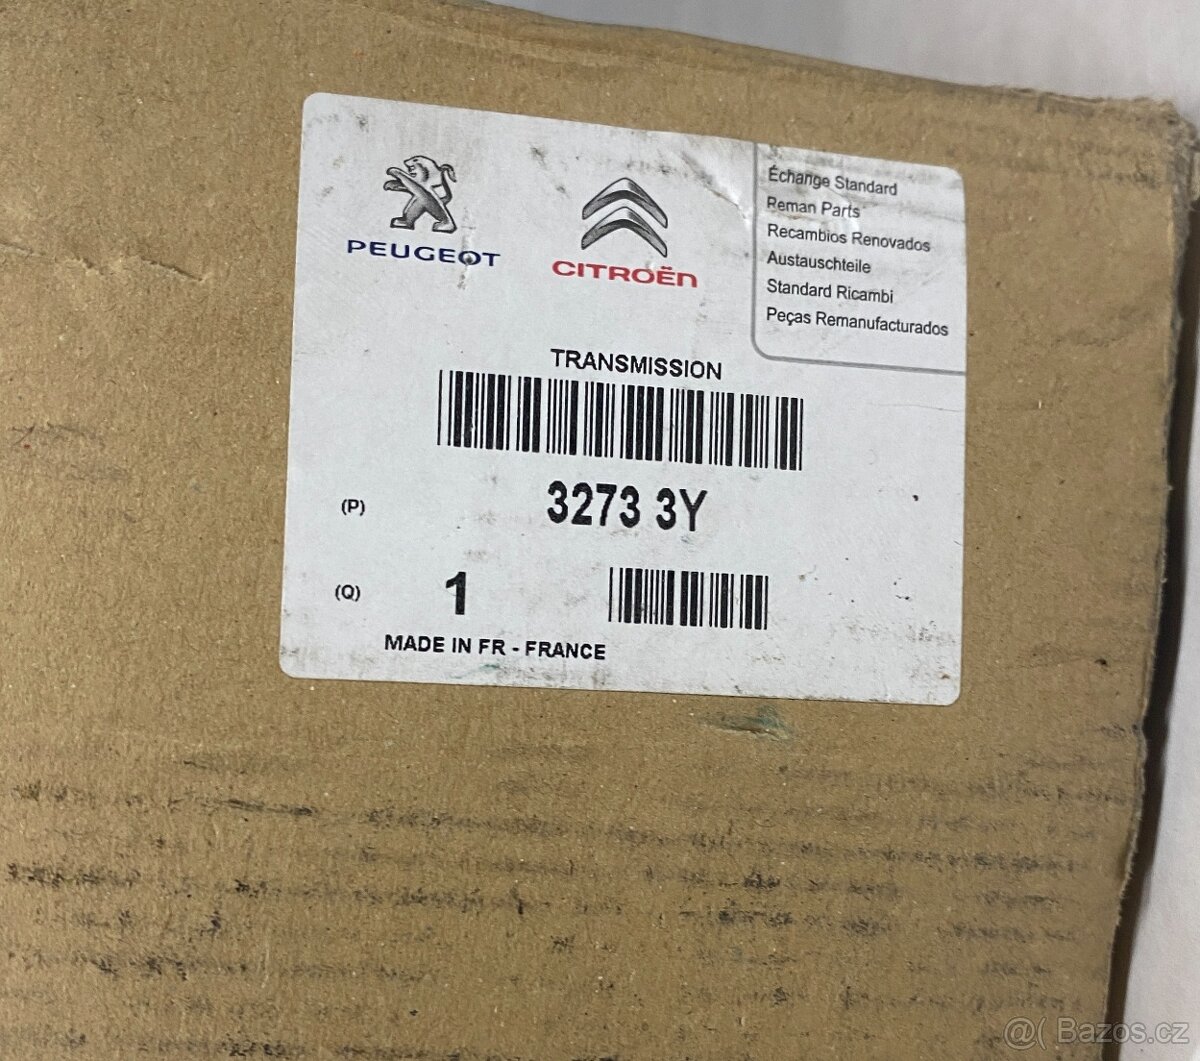 PEUGEOT
CITROËN
Échange Standard
Reman Parts
Recambios Renovados
Austauschteile
Standard Ricambi
Peças Remanufacturados
TRANSMISSION
(P) 3273 3Y
(Q) 1
MADE IN FR - FRANCE
@( Bazos.cz